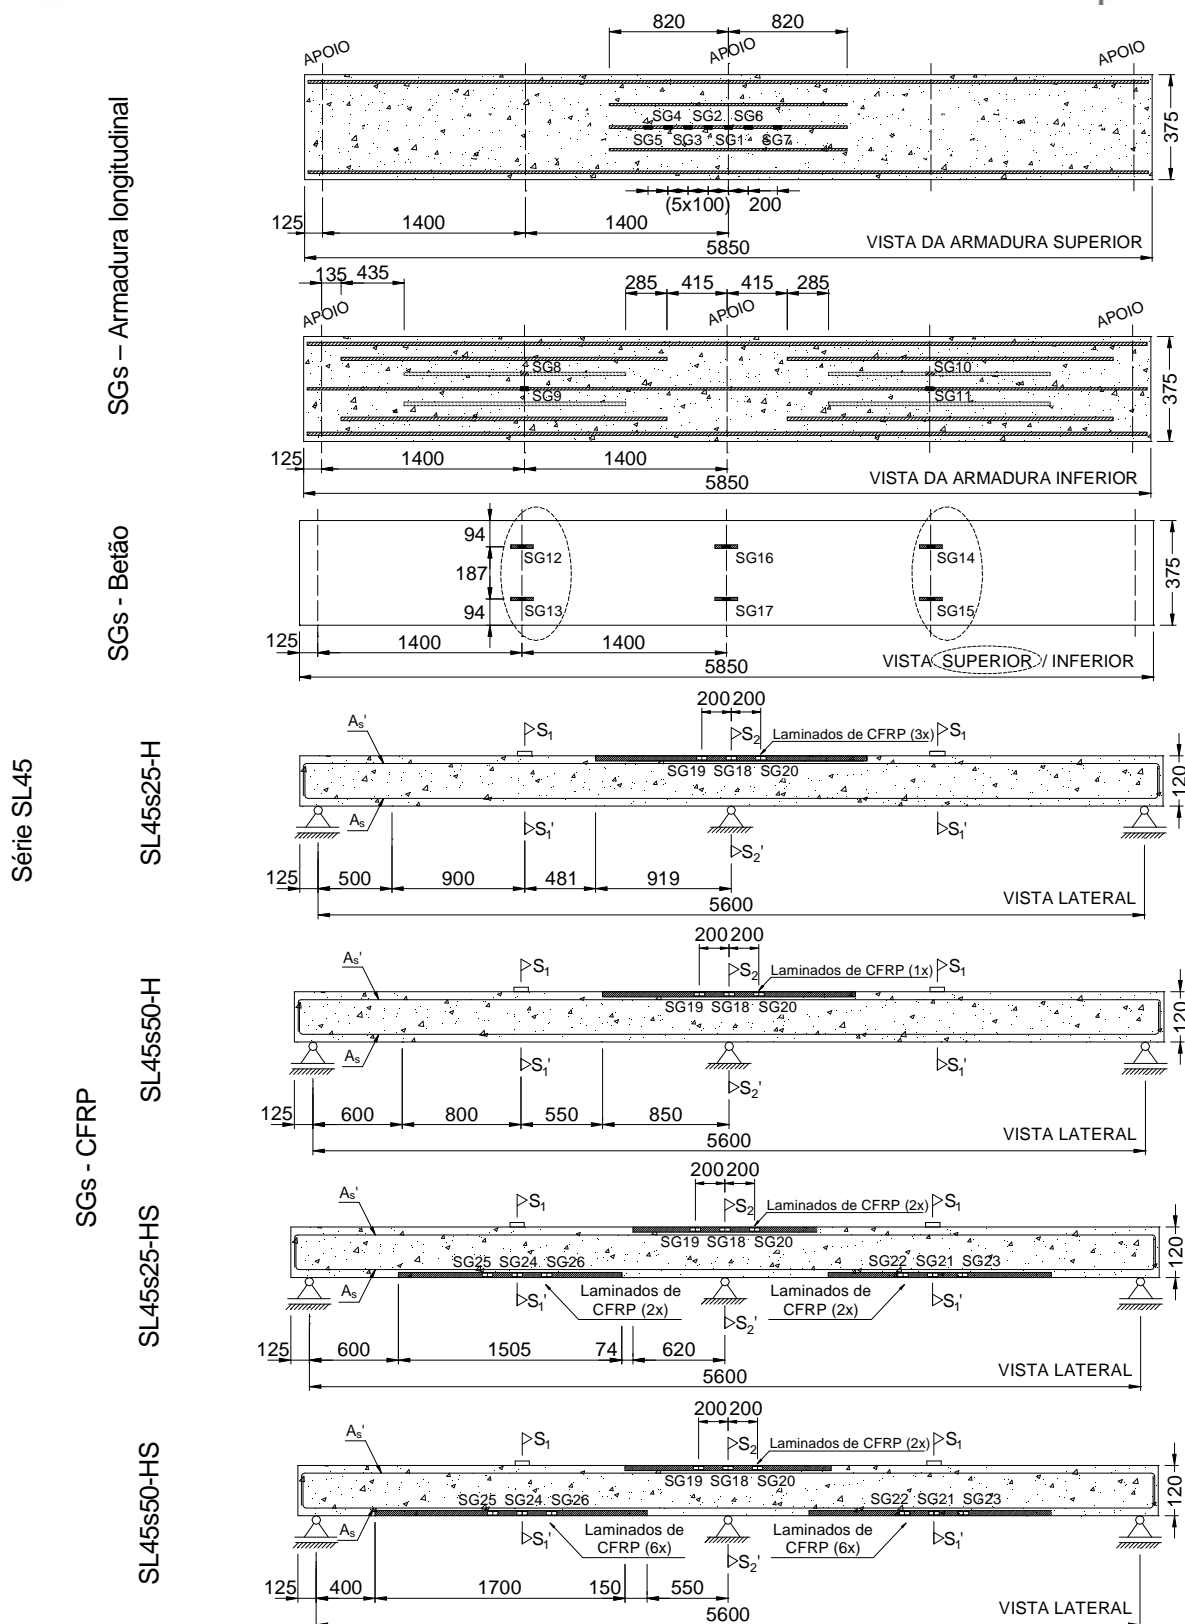 820 820
APOIO APOIO APOIO
SG4 SG2 SG6
SG5 SG3 SG1 SG7
375
(5x100) 200
125 1400 1400
5850
VISTA DA ARMADURA SUPERIOR
SGs – Armadura longitudinal
135 435 285 415 415 285
APOIO APOIO APOIO
SG8 SG10
SG9 SG11
375
125 1400 1400
5850
VISTA DA ARMADURA INFERIOR
SGs - Betão
94
187
94
SG12 SG16 SG14
SG13 SG17 SG15
375
125 1400 1400
5850
VISTA SUPERIOR / INFERIOR
Série SL45
SGs - CFRP
SL45s25-H
200 200
As' S1 S2 Laminados de CFRP (3x) S1
SG19 SG18 SG20
120
As S1' S1'
S2'
125 500 900 481 919
5600
VISTA LATERAL
SL45s50-H
200 200
As' S1 S2 Laminados de CFRP (1x) S1
SG19 SG18 SG20
120
As S1' S1'
S2'
125 600 800 550 850
5600
VISTA LATERAL
SL45s25-HS
200 200
As' S1 S2 Laminados de CFRP (2x) S1
SG19 SG18 SG20
SG25 SG24 SG26 SG22 SG21 SG23
120
As S1' Laminados de Laminados de S1'
CFRP (2x) CFRP (2x)
S2'
125 600 1505 74 620
5600
VISTA LATERAL
SL45s50-HS
200 200
As' S1 S2 Laminados de CFRP (2x) S1
SG19 SG18 SG20
SG25 SG24 SG26 SG22 SG21 SG23
120
As S1' Laminados de Laminados de S1'
CFRP (6x) CFRP (6x)
S2'
125 400 1700 150 550
5600
VISTA LATERAL